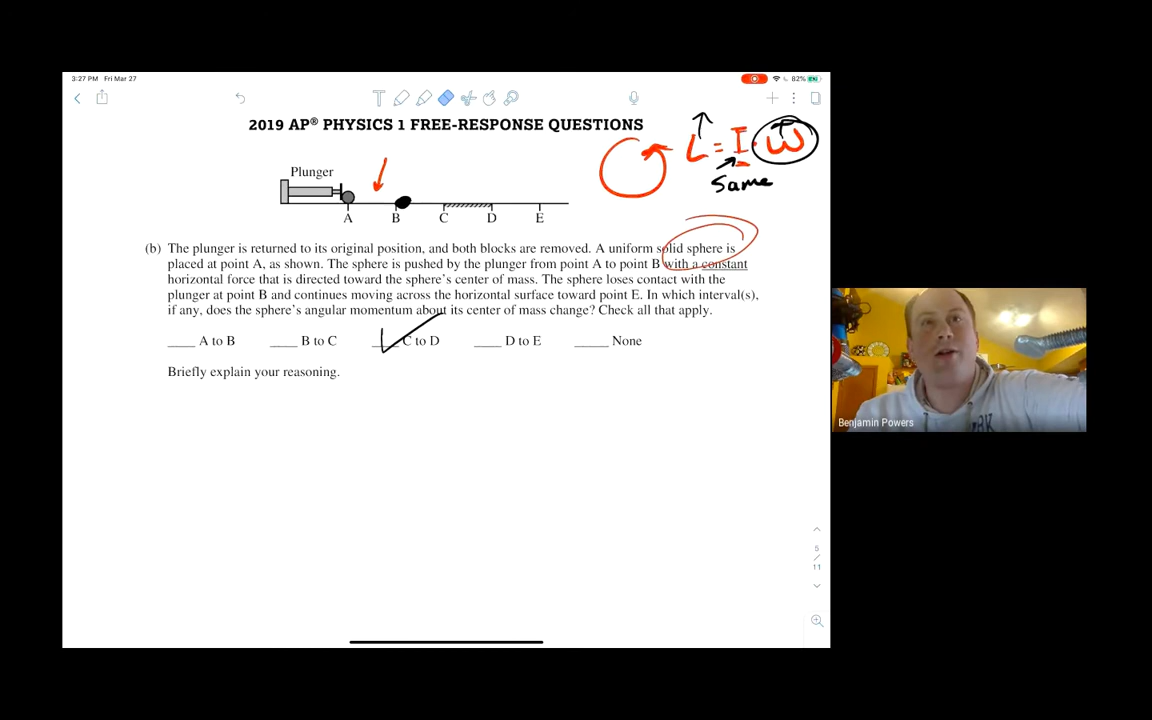 3:27 PM Fri Mar 27
82%
2019 AP® PHYSICS 1 FREE-RESPONSE QUESTIONS
L = I · ω
Same
Plunger
A B C D E
(b) The plunger is returned to its original position, and both blocks are removed. A uniform solid sphere is
placed at point A, as shown. The sphere is pushed by the plunger from point A to point B with a constant
horizontal force that is directed toward the sphere's center of mass. The sphere loses contact with the
plunger at point B and continues moving across the horizontal surface toward point E. In which interval(s),
if any, does the sphere's angular momentum about its center of mass change? Check all that apply.
____ A to B ____ B to C ____ C to D ____ D to E _____ None
Briefly explain your reasoning.
Benjamin Powers
5
/
11